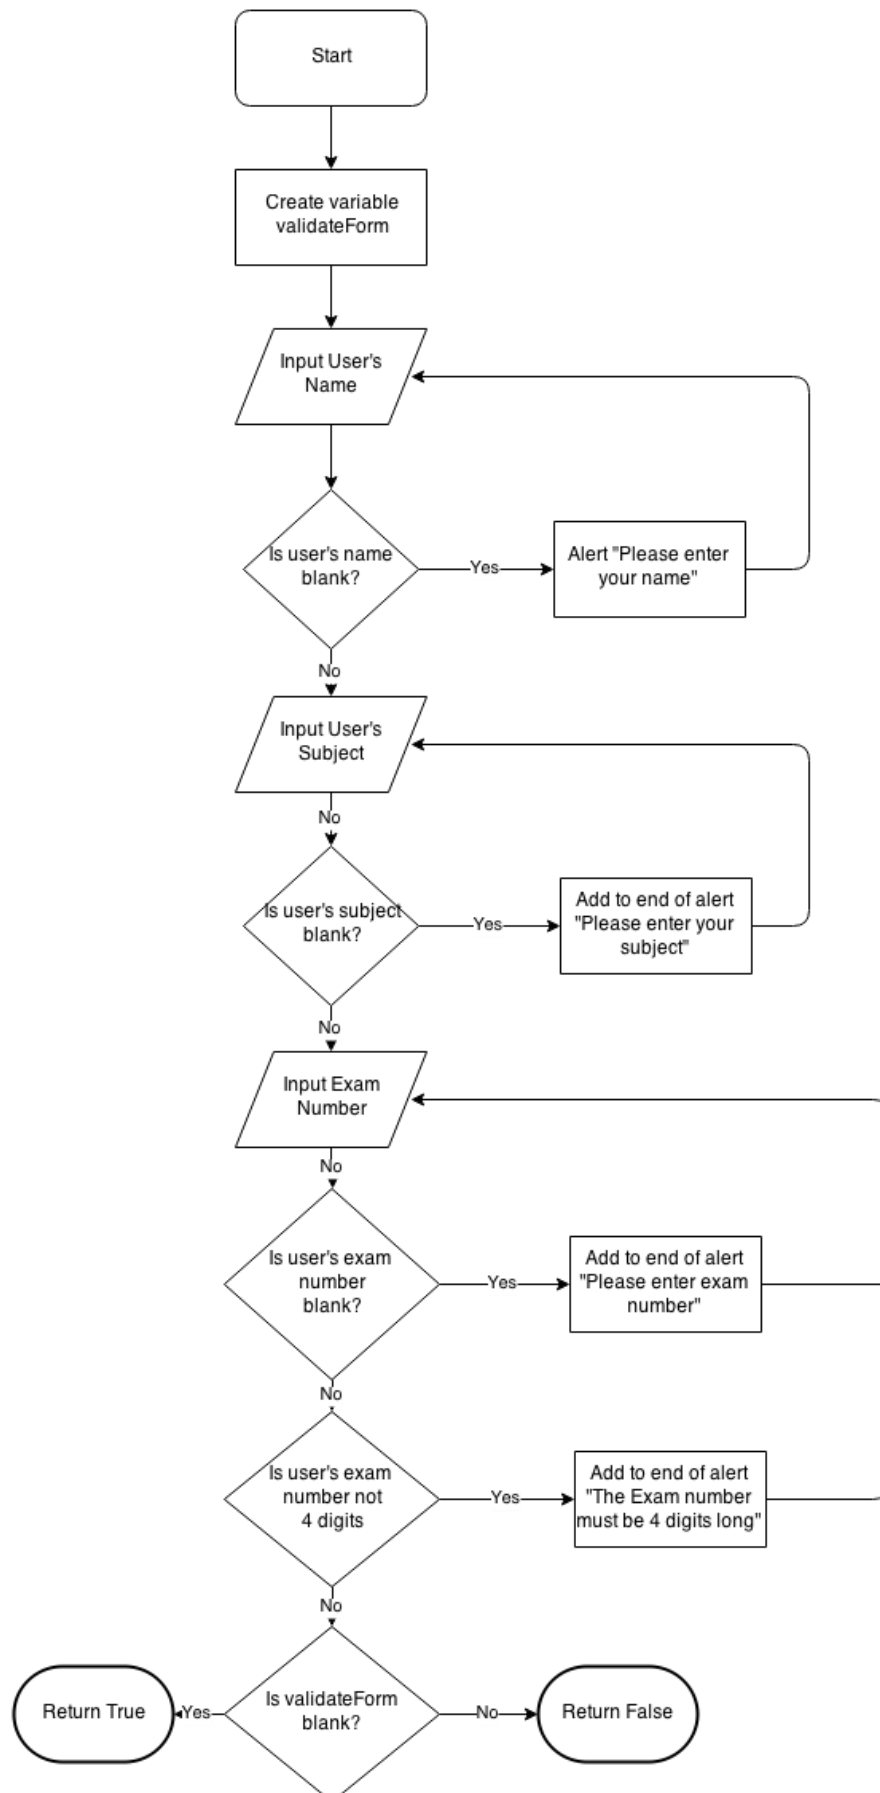 Start
Create variable
validateForm
Input User's
Name
Is user's name
blank?
Yes
Alert "Please enter
your name"
No
Input User's
Subject
No
Is user's subject
blank?
Yes
Add to end of alert
"Please enter your
subject"
No
Input Exam
Number
No
Is user's exam
number
blank?
Yes
Add to end of alert
"Please enter exam
number"
No
Is user's exam
number not
4 digits
Yes
Add to end of alert
"The Exam number
must be 4 digits long"
No
Return True
Yes
Is validateForm
blank?
No
Return False